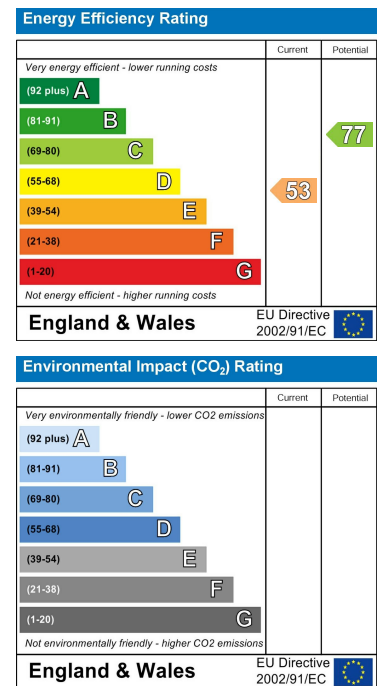 Energy Efficiency Rating
Current Potential
Very energy efficient - lower running costs
(92 plus) A
(81-91) B
(69-80) C
(55-68) D
(39-54) E
(21-38) F
(1-20) G
53
77
Not energy efficient - higher running costs
England & Wales
EU Directive
2002/91/EC
Environmental Impact (CO₂) Rating
Current Potential
Very environmentally friendly - lower CO2 emissions
(92 plus) A
(81-91) B
(69-80) C
(55-68) D
(39-54) E
(21-38) F
(1-20) G
Not environmentally friendly - higher CO2 emissions
England & Wales
EU Directive
2002/91/EC